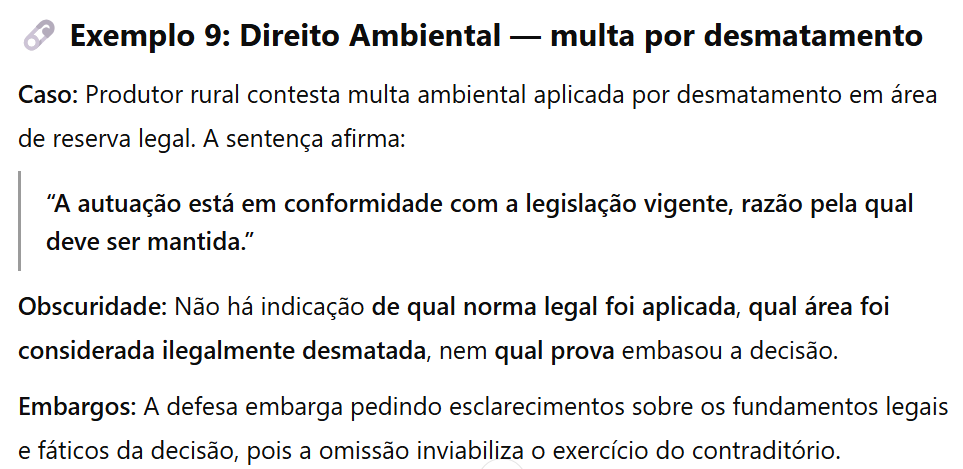 Exemplo 9: Direito Ambiental — multa por desmatamento
Caso: Produtor rural contesta multa ambiental aplicada por desmatamento em área
de reserva legal. A sentença afirma:
“A autuação está em conformidade com a legislação vigente, razão pela qual
deve ser mantida.”
Obscuridade: Não há indicação de qual norma legal foi aplicada, qual área foi
considerada ilegalmente desmatada, nem qual prova embasou a decisão.
Embargos: A defesa embarga pedindo esclarecimentos sobre os fundamentos legais
e fáticos da decisão, pois a omissão inviabiliza o exercício do contraditório.